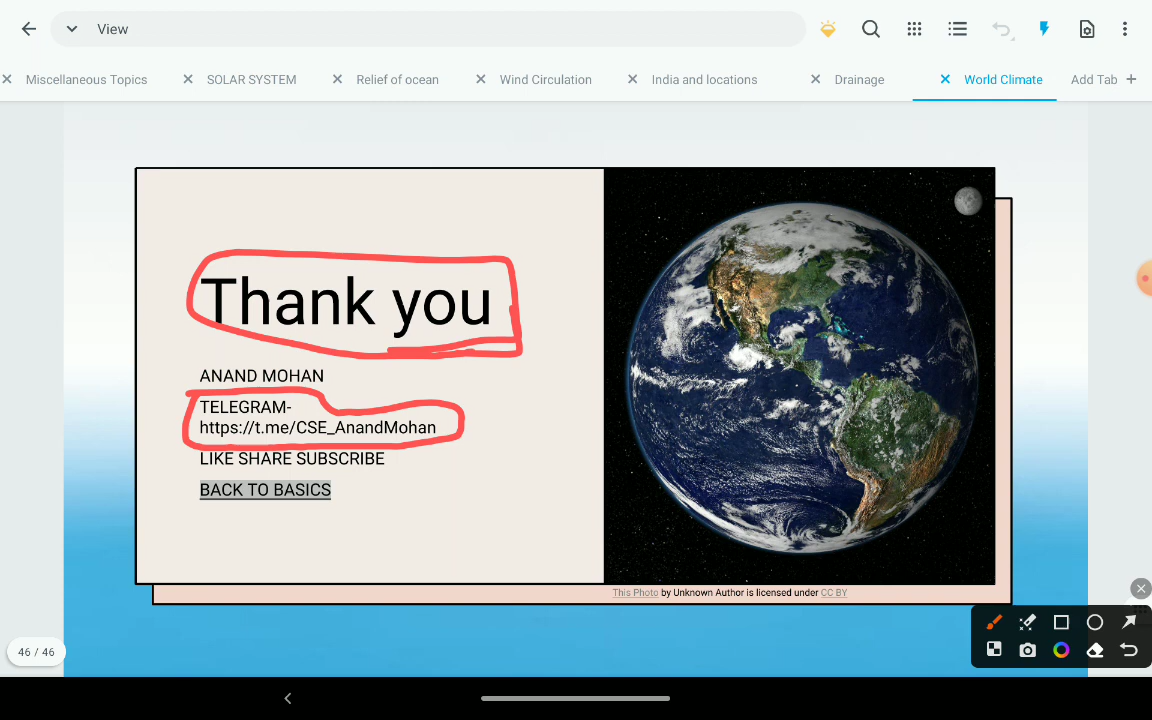 View
Miscellaneous Topics
SOLAR SYSTEM
Relief of ocean
Wind Circulation
India and locations
Drainage
World Climate
Add Tab
Thank you
ANAND MOHAN
TELEGRAM-
https://t.me/CSE_AnandMohan
LIKE SHARE SUBSCRIBE
BACK TO BASICS
This Photo by Unknown Author is licensed under CC BY
46 / 46